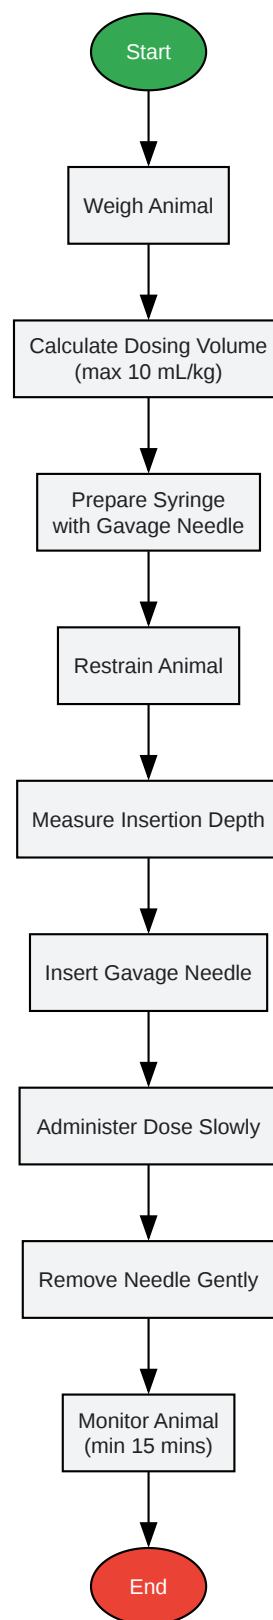 Start
Weigh Animal
Calculate Dosing Volume
(max 10 mL/kg)
Prepare Syringe
with Gavage Needle
Restrain Animal
Measure Insertion Depth
Insert Gavage Needle
Administer Dose Slowly
Remove Needle Gently
Monitor Animal
(min 15 mins)
End